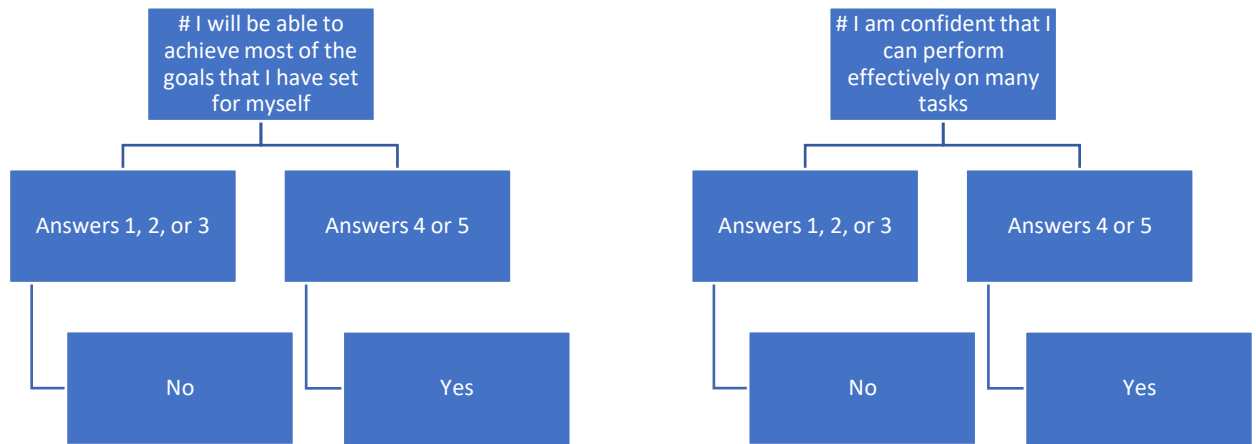 # I will be able to
achieve most of the
goals that I have set
for myself
Answers 1, 2, or 3
Answers 4 or 5
No
Yes
# I am confident that I
can perform
effectively on many
tasks
Answers 1, 2, or 3
Answers 4 or 5
No
Yes